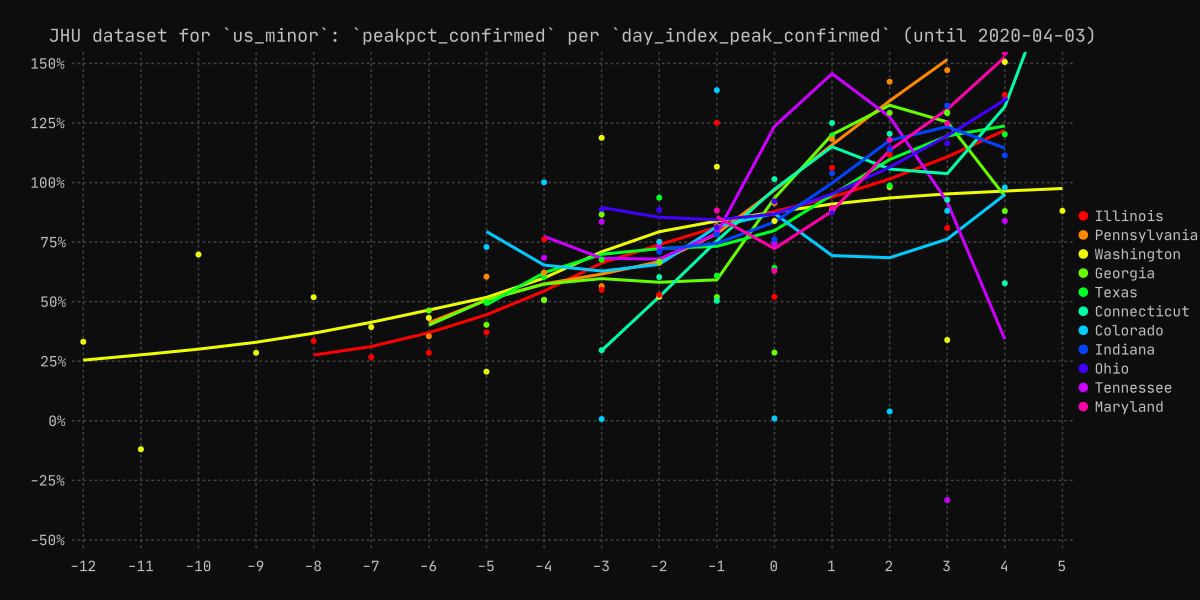 JHU dataset for `us_minor`: `peakpct_confirmed` per `day_index_peak_confirmed` (until 2020-04-03)
150%
125%
100%
75%
50%
25%
0%
-25%
-50%
-12 -11 -10 -9 -8 -7 -6 -5 -4 -3 -2 -1 0 1 2 3 4 5
Illinois
Pennsylvania
Washington
Georgia
Texas
Connecticut
Colorado
Indiana
Ohio
Tennessee
Maryland